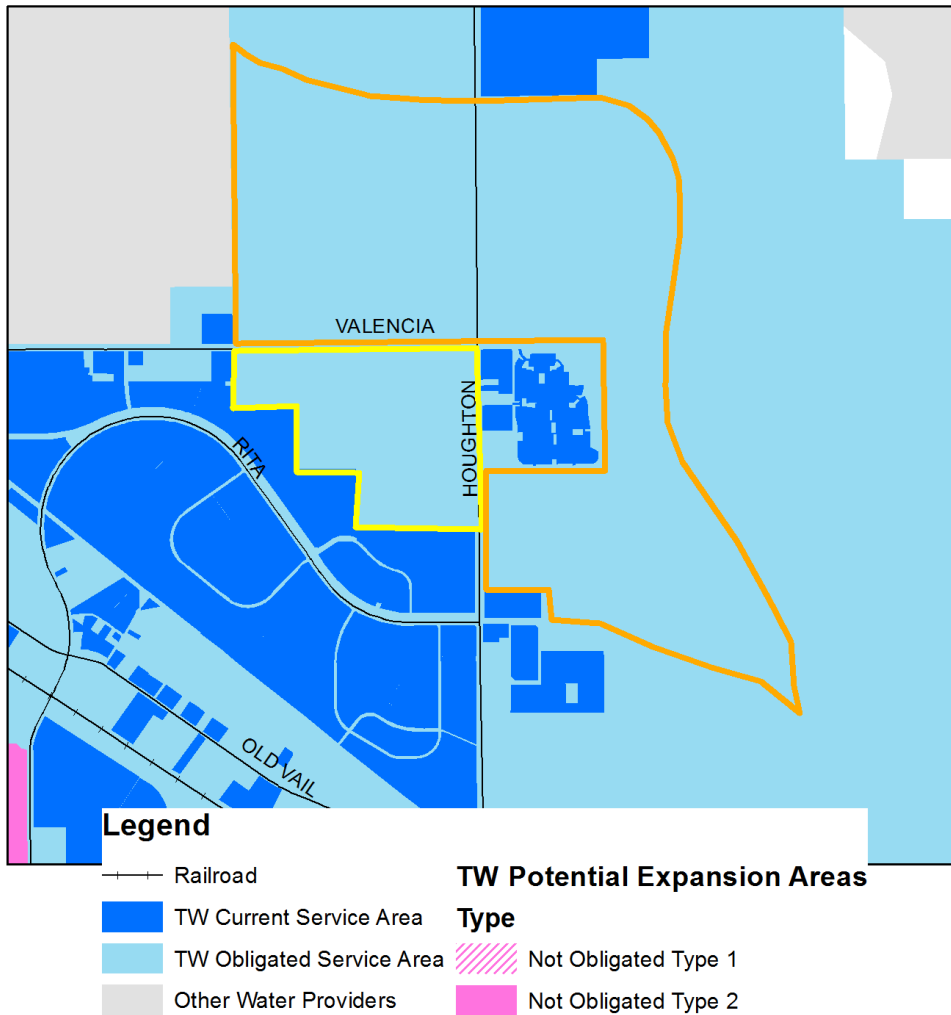 VALENCIA
HOUGHTON
RITA
OLD VAIL
Legend
Railroad
TW Current Service Area
TW Obligated Service Area
Other Water Providers
TW Potential Expansion Areas
Type
Not Obligated Type 1
Not Obligated Type 2